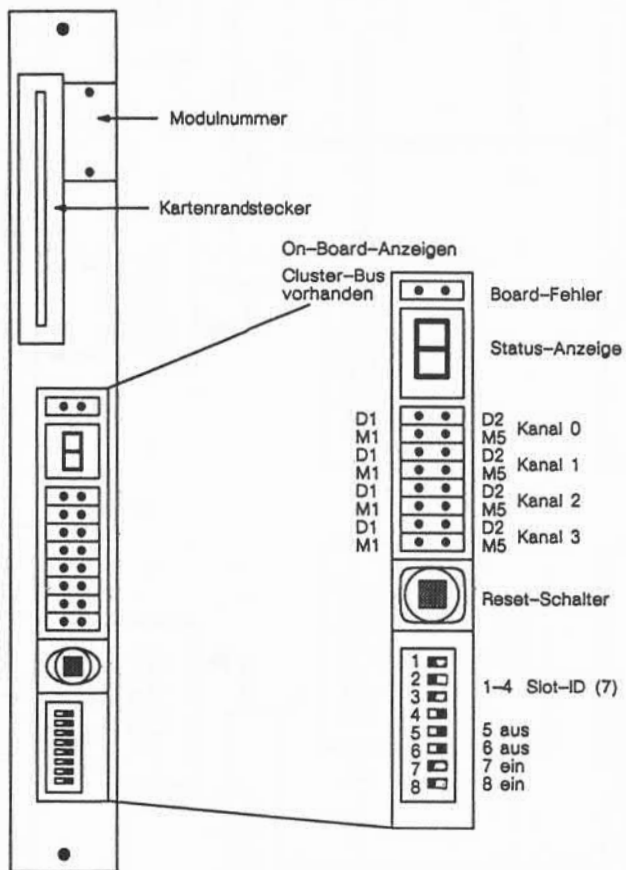 Modulnummer
Kartenrandstecker
On-Board-Anzeigen
Cluster-Bus
vorhanden
Board-Fehler
Status-Anzeige
D1 D2 Kanal 0
M1 M5
D1 D2 Kanal 1
M1 M5
D1 D2 Kanal 2
M1 M5
D1 D2 Kanal 3
M1 M5
Reset-Schalter
1
2
3
4
5
6
7
8
1-4 Slot-ID (7)
5 aus
6 aus
7 ein
8 ein